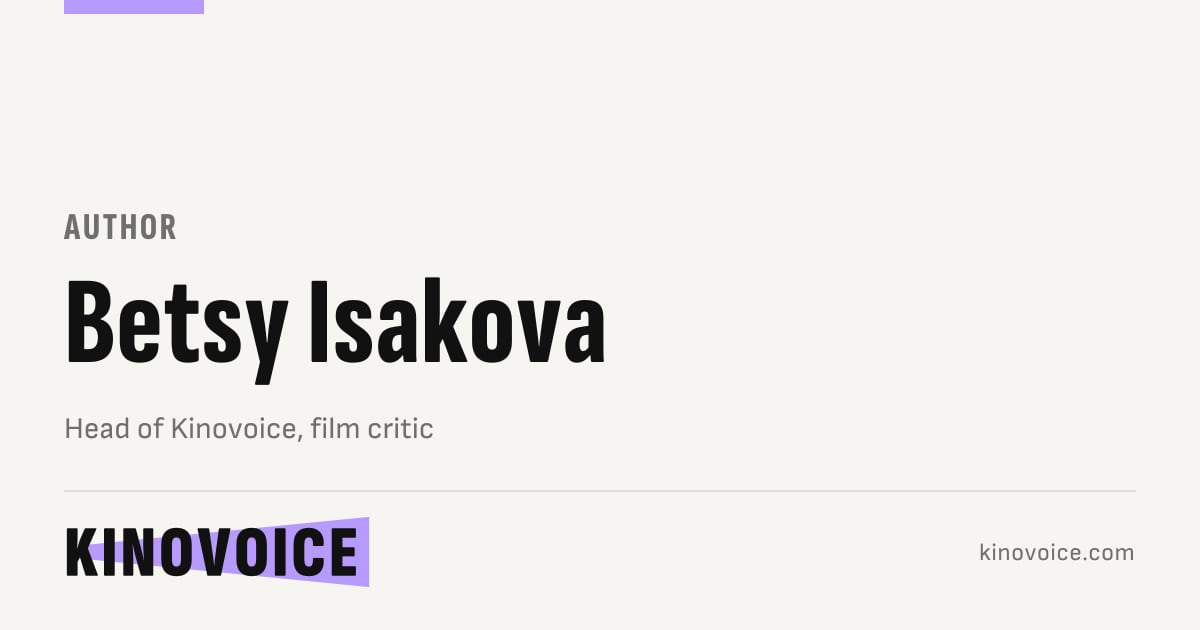 AUTHOR
Betsy Isakova
Head of Kinovoice, film critic
KINOVOICE
kinovoice.com